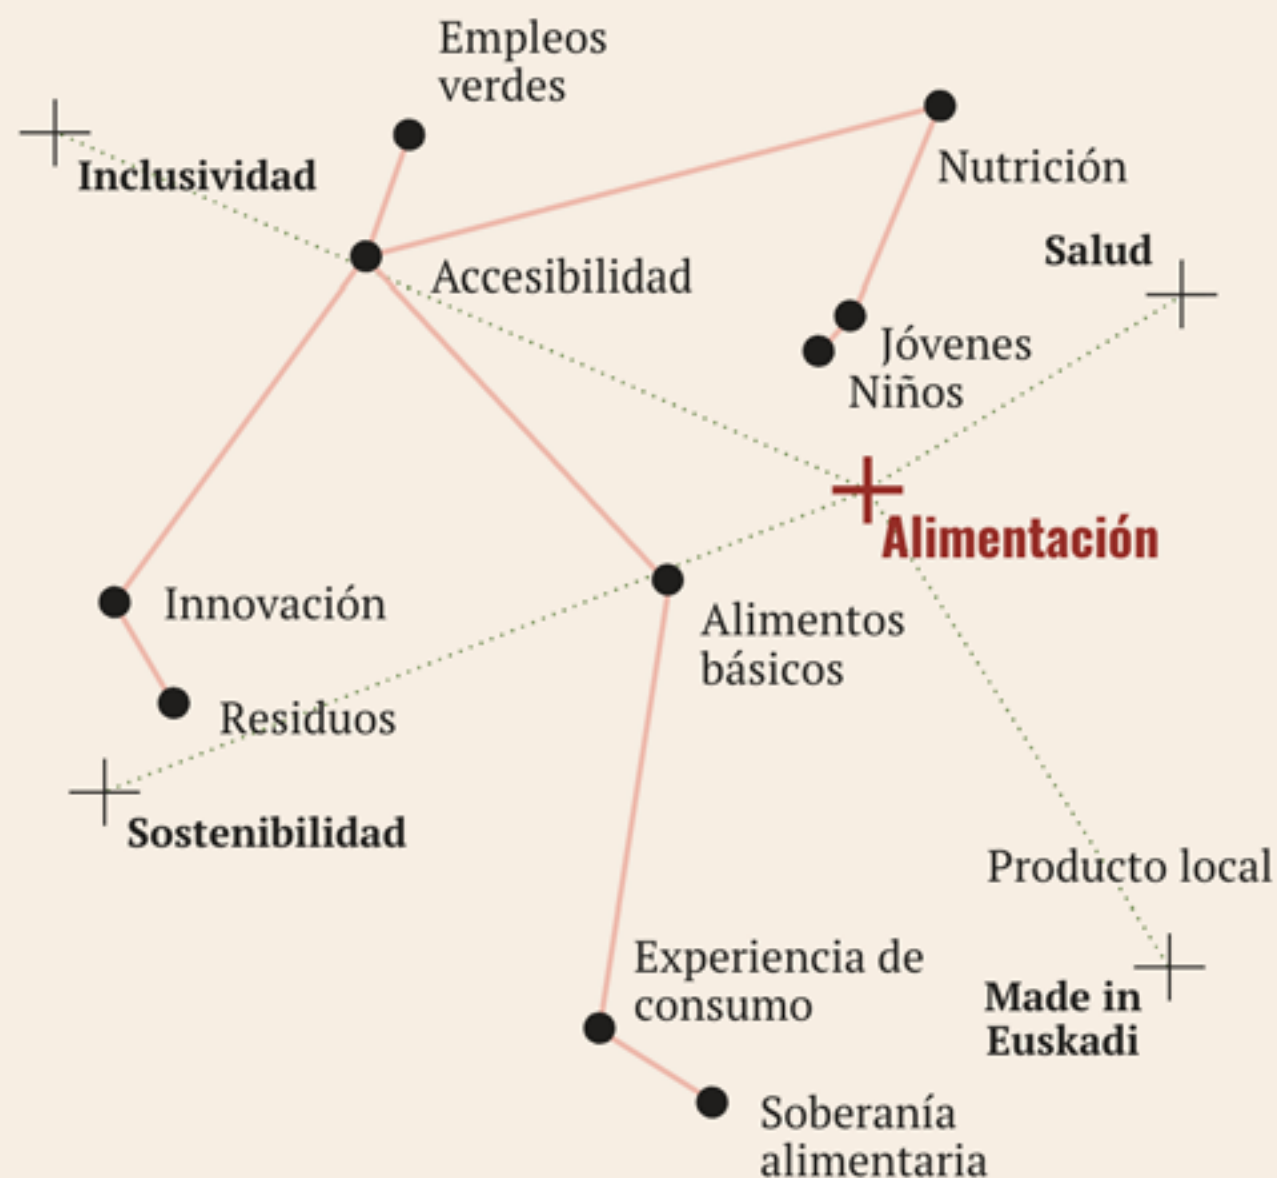 Empleos
verdes
Inclusividad
Nutrición
Salud
Accesibilidad
Jóvenes
Niños
Alimentación
Innovación
Alimentos
básicos
Residuos
Sostenibilidad
Producto local
Experiencia de
consumo
Made in
Euskadi
Soberanía
alimentaria